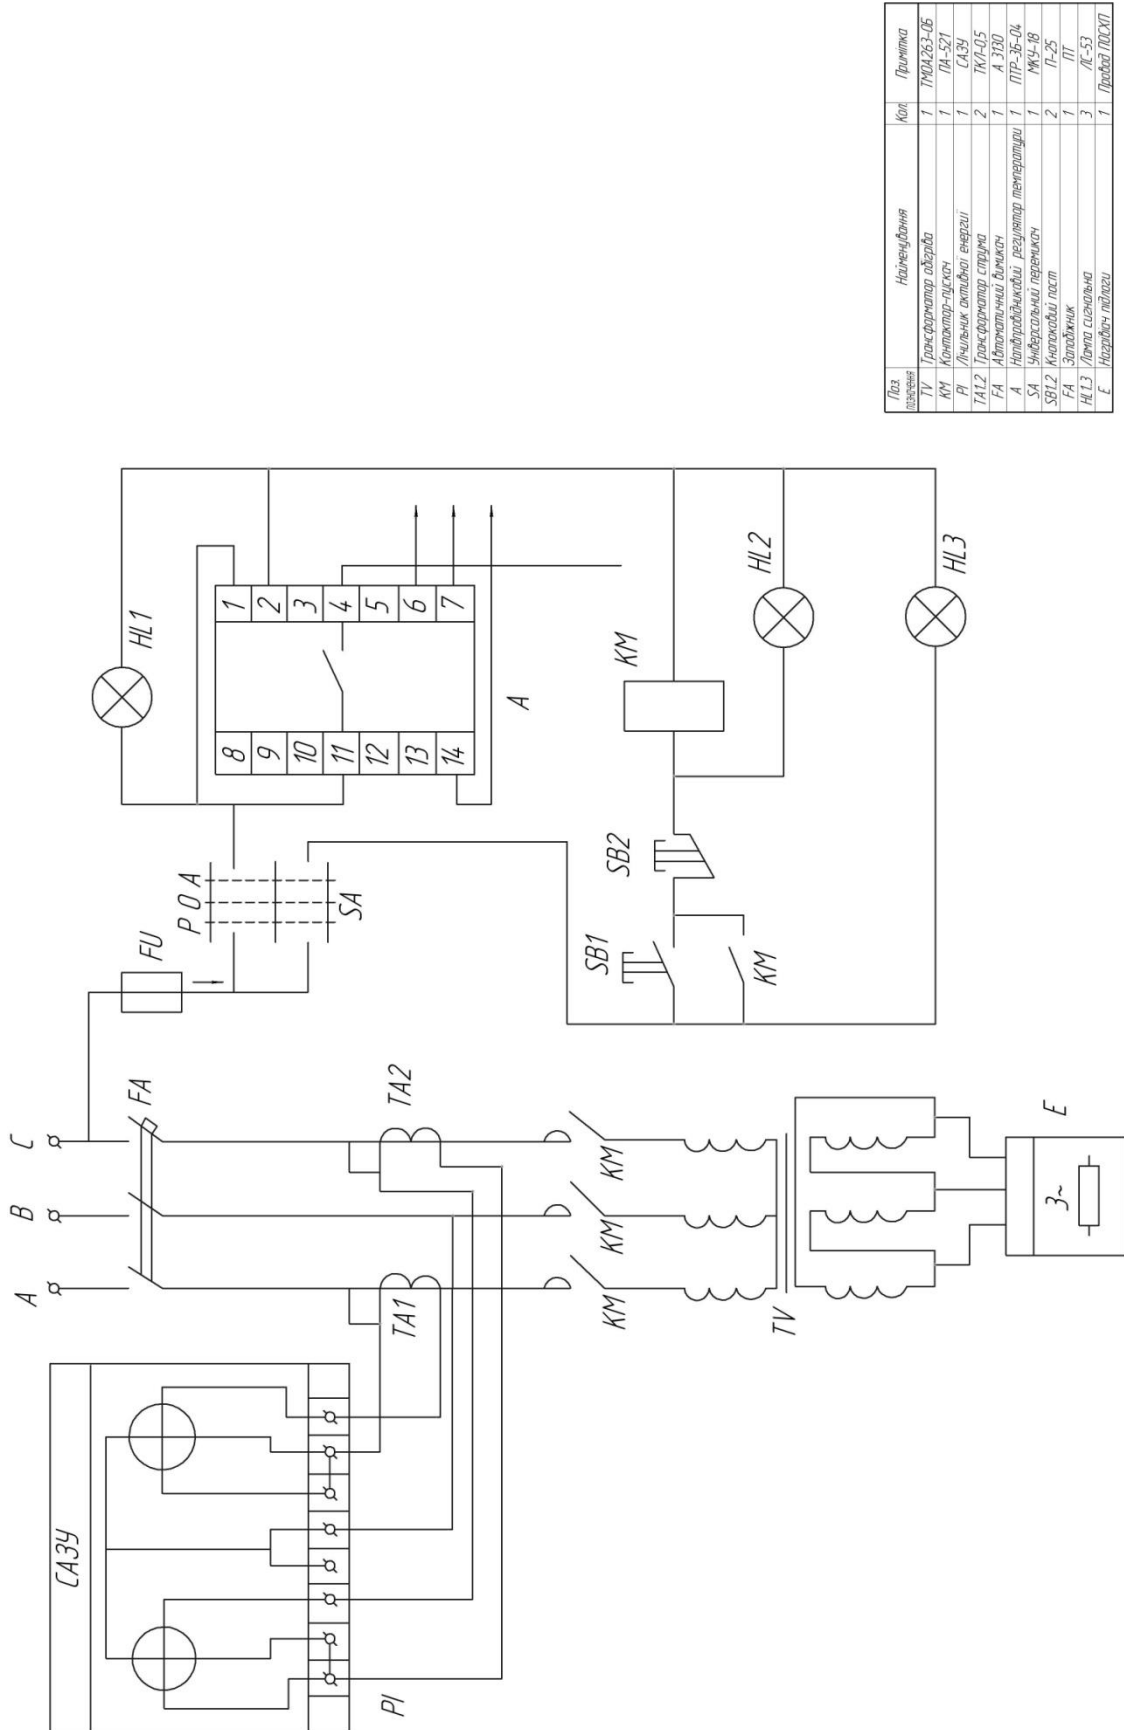 САЗУ
PI
A
B
C
FA
TA1
TA2
KM
KM
KM
TV
E
3~
FU
P O A
SA
HL1
8
9
10
11
12
13
14
1
2
3
4
5
6
7
A
SB1
SB2
KM
KM
HL2
HL3
Поз. позначення Найменування Кол. Примітка
TV Трансформатор обігріва 1 ТМОА263-ОБ
KM Контактор-пускач 1 ПА-521
PI Лічильник активної енергії 1 САЗУ
TA1.2 Трансформатор струма 2 ТКЛ-0,5
FA Автоматичний вимикач 1 А 3130
A Напівпровідниковий регулятор температури 1 ПТР-3Б-04
SA Універсальний перемикач 1 МКУ-18
SB1.2 Кнопковий пост 2 П-25
FA Запобіжник 1 ПТ
HL1.3 Лампа сигнальна 3 ЛС-53
E Нагрівач підлоги 1 Провод ПОСХП